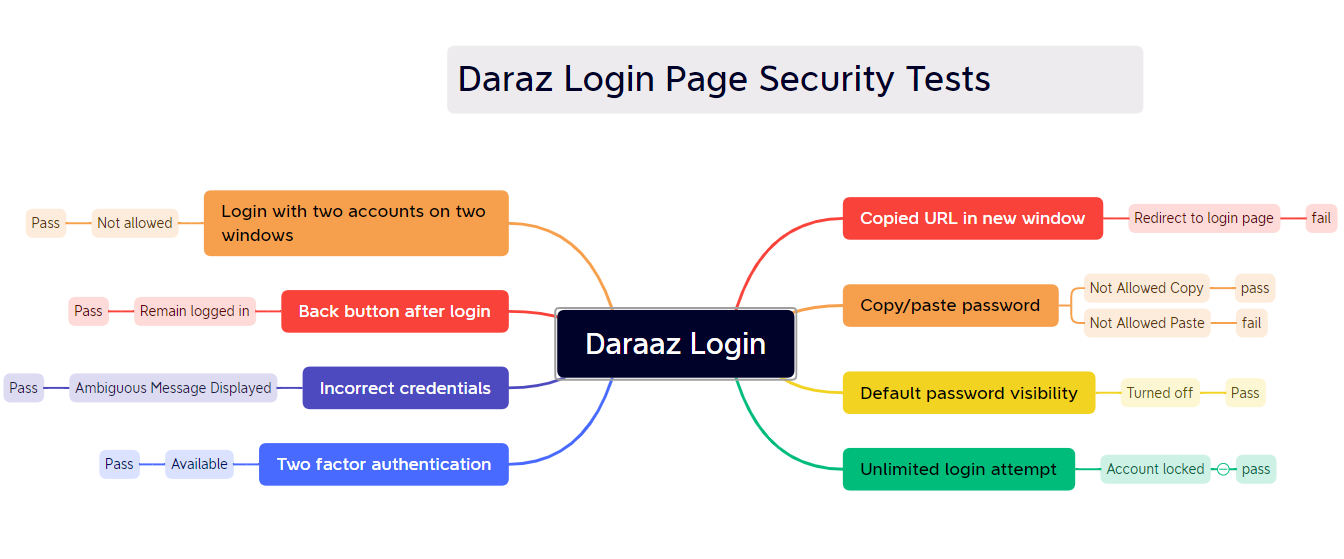 Daraz Login Page Security Tests
Login with two accounts on two
windows
Not allowed
Pass
Back button after login
Remain logged in
Pass
Incorrect credentials
Ambiguous Message Displayed
Pass
Two factor authentication
Available
Pass
Daraaz Login
Copied URL in new window
Redirect to login page
fail
Copy/paste password
Not Allowed Copy
pass
Not Allowed Paste
fail
Default password visibility
Turned off
Pass
Unlimited login attempt
Account locked
pass